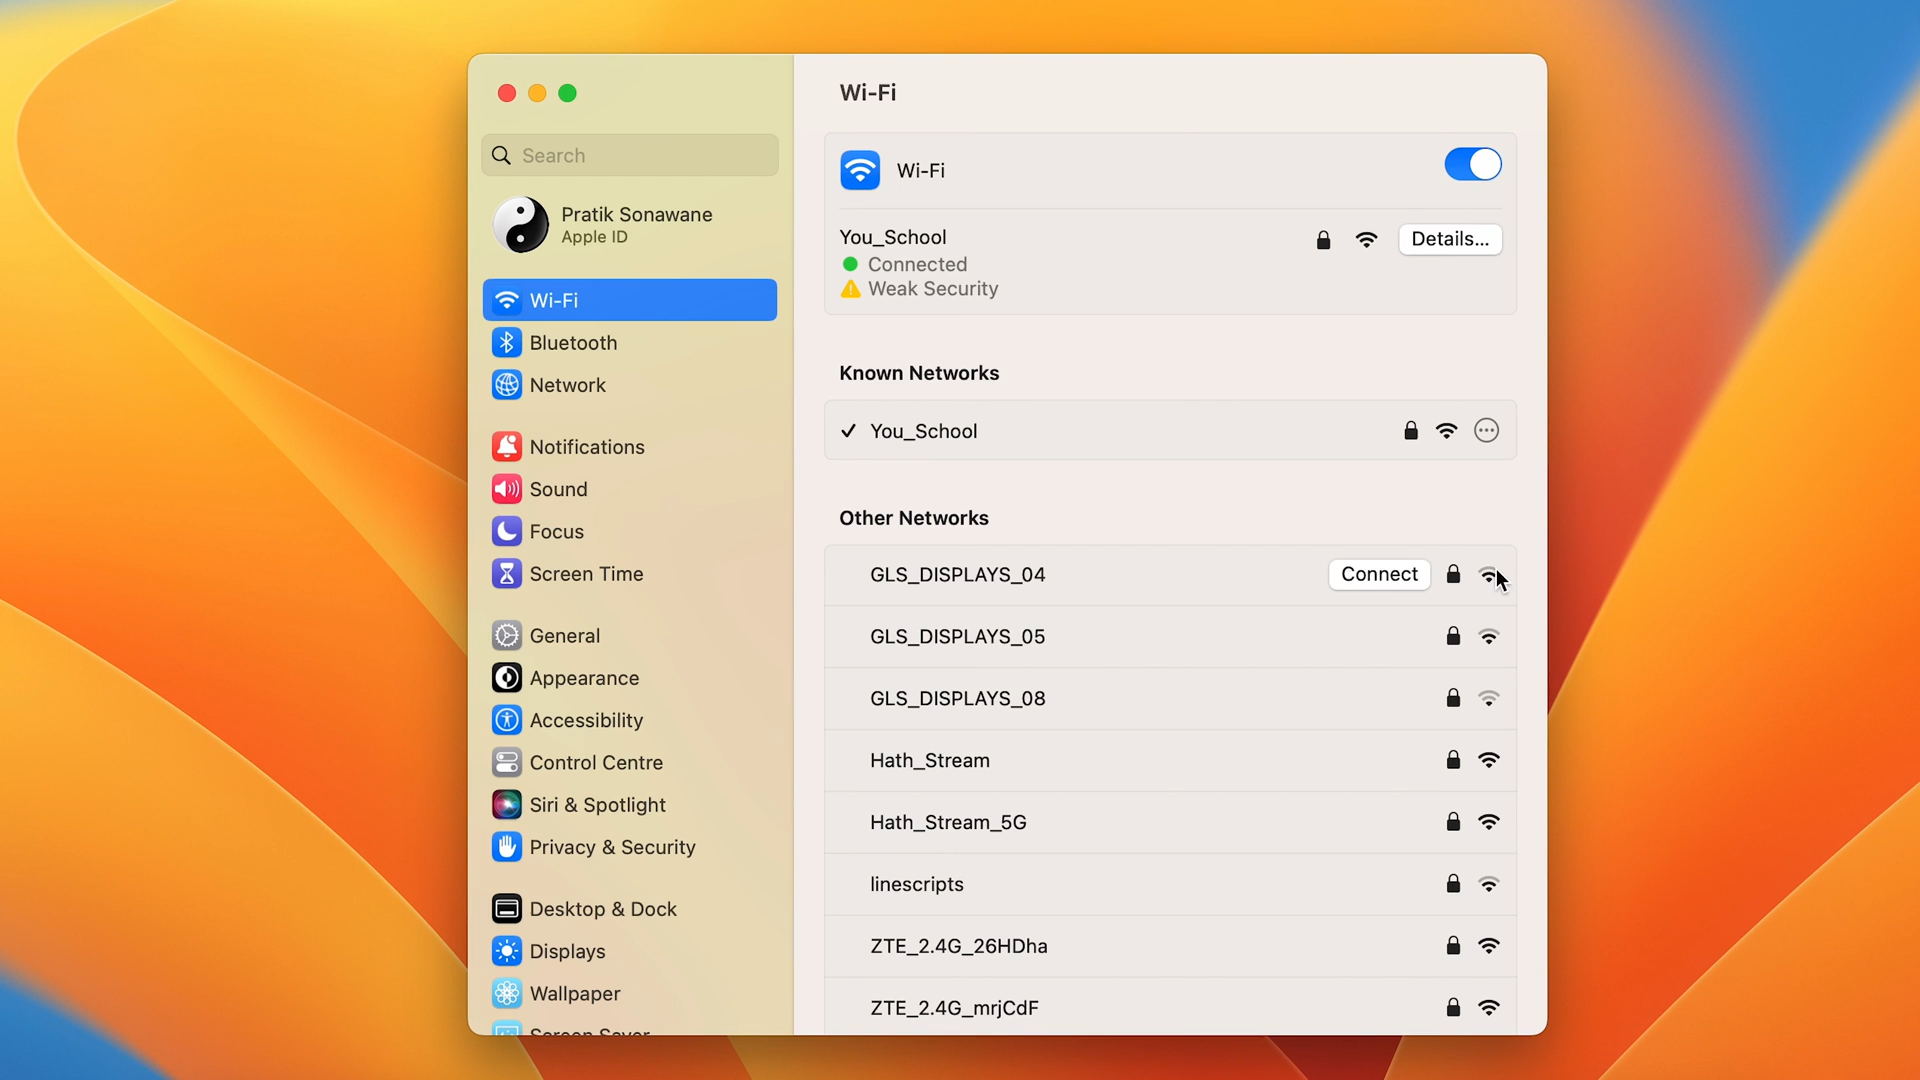 Search
Pratik Sonawane
Apple ID
Wi-Fi
Bluetooth
Network
Notifications
Sound
Focus
Screen Time
General
Appearance
Accessibility
Control Centre
Siri & Spotlight
Privacy & Security
Desktop & Dock
Displays
Wallpaper
Screen Saver
Wi-Fi
Wi-Fi
You_School
Details...
Connected
Weak Security
Known Networks
You_School
Other Networks
GLS_DISPLAYS_04
Connect
GLS_DISPLAYS_05
GLS_DISPLAYS_08
Hath_Stream
Hath_Stream_5G
linescripts
ZTE_2.4G_26HDha
ZTE_2.4G_mrjCdF